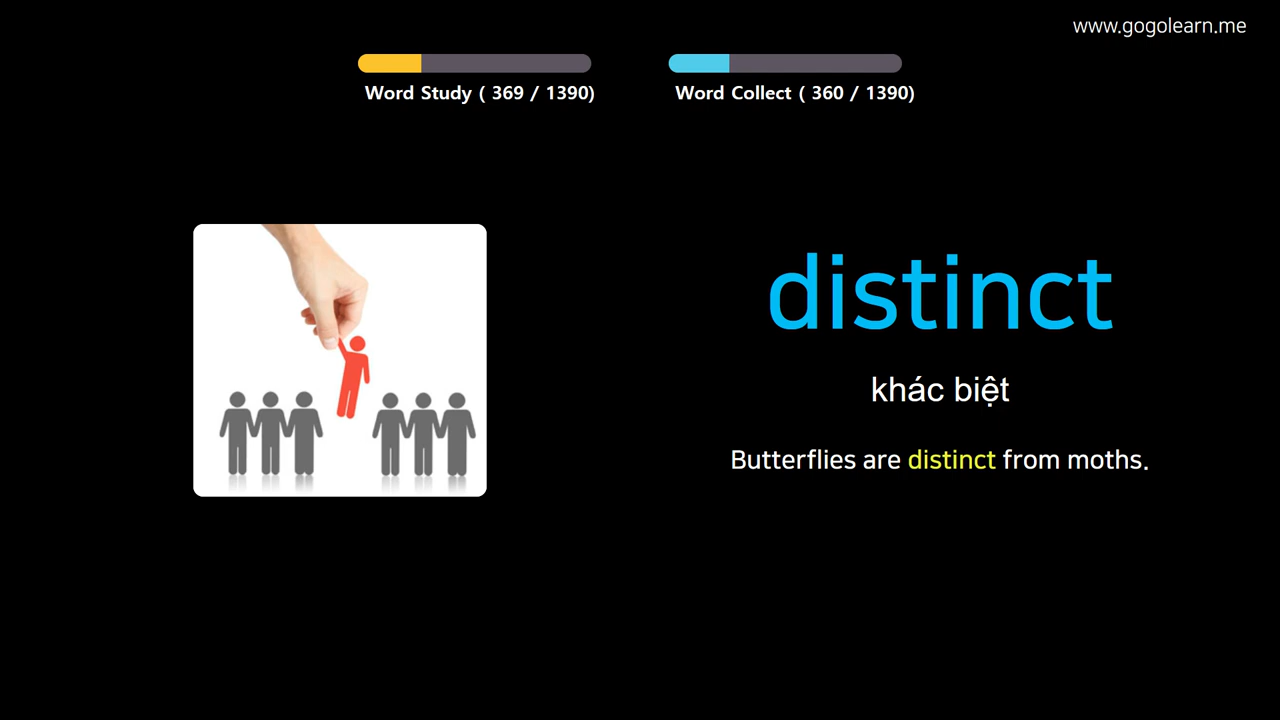 www.gogolearn.me
Word Study ( 369 / 1390)
Word Collect ( 360 / 1390)
distinct
khác biệt
Butterflies are distinct from moths.